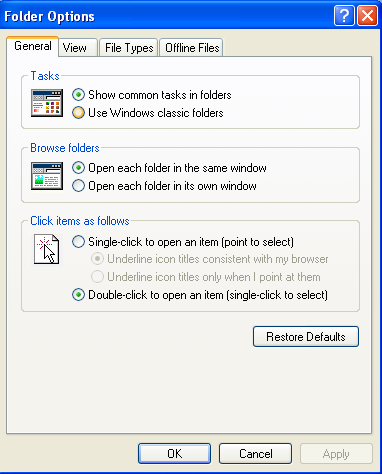 Folder Options
General
View
File Types
Offline Files
Tasks
Show common tasks in folders
Use Windows classic folders
Browse folders
Open each folder in the same window
Open each folder in its own window
Click items as follows
Single-click to open an item (point to select)
Underline icon titles consistent with my browser
Underline icon titles only when I point at them
Double-click to open an item (single-click to select)
Restore Defaults
OK
Cancel
Apply